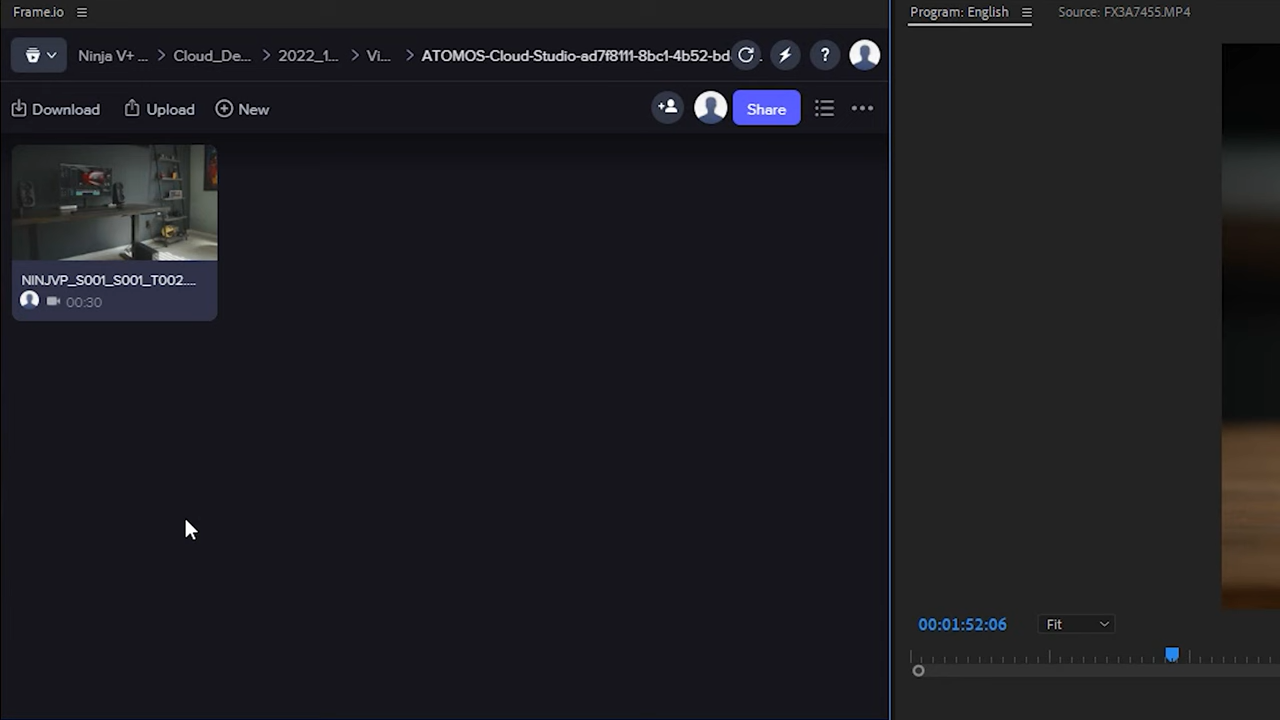 Frame.io
Program: English
Source: FX3A7455.MP4
Ninja V+ ...
Cloud_De...
2022_1...
Vi...
ATOMOS-Cloud-Studio-ad7f8111-8bc1-4b52-bd
?
Download
Upload
New
Share
NINJVP_S001_S001_T002....
00:30
00:01:52:06
Fit